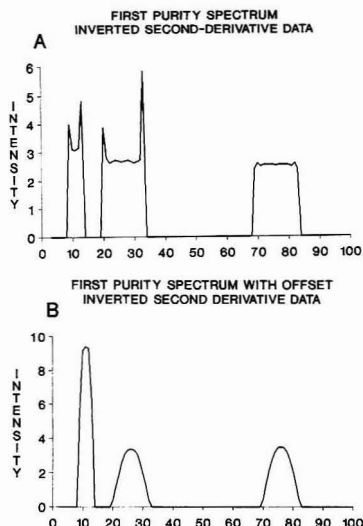 FIRST PURITY SPECTRUM
INVERTED SECOND-DERIVATIVE DATA
A
INTENSITY
6
5
4
3
2
1
0
0 10 20 30 40 50 60 70 80 90 100
FIRST PURITY SPECTRUM WITH OFFSET
INVERTED SECOND DERIVATIVE DATA
B
INTENSITY
10
8
6
4
2
0
0 10 20 30 40 50 60 70 80 90 100